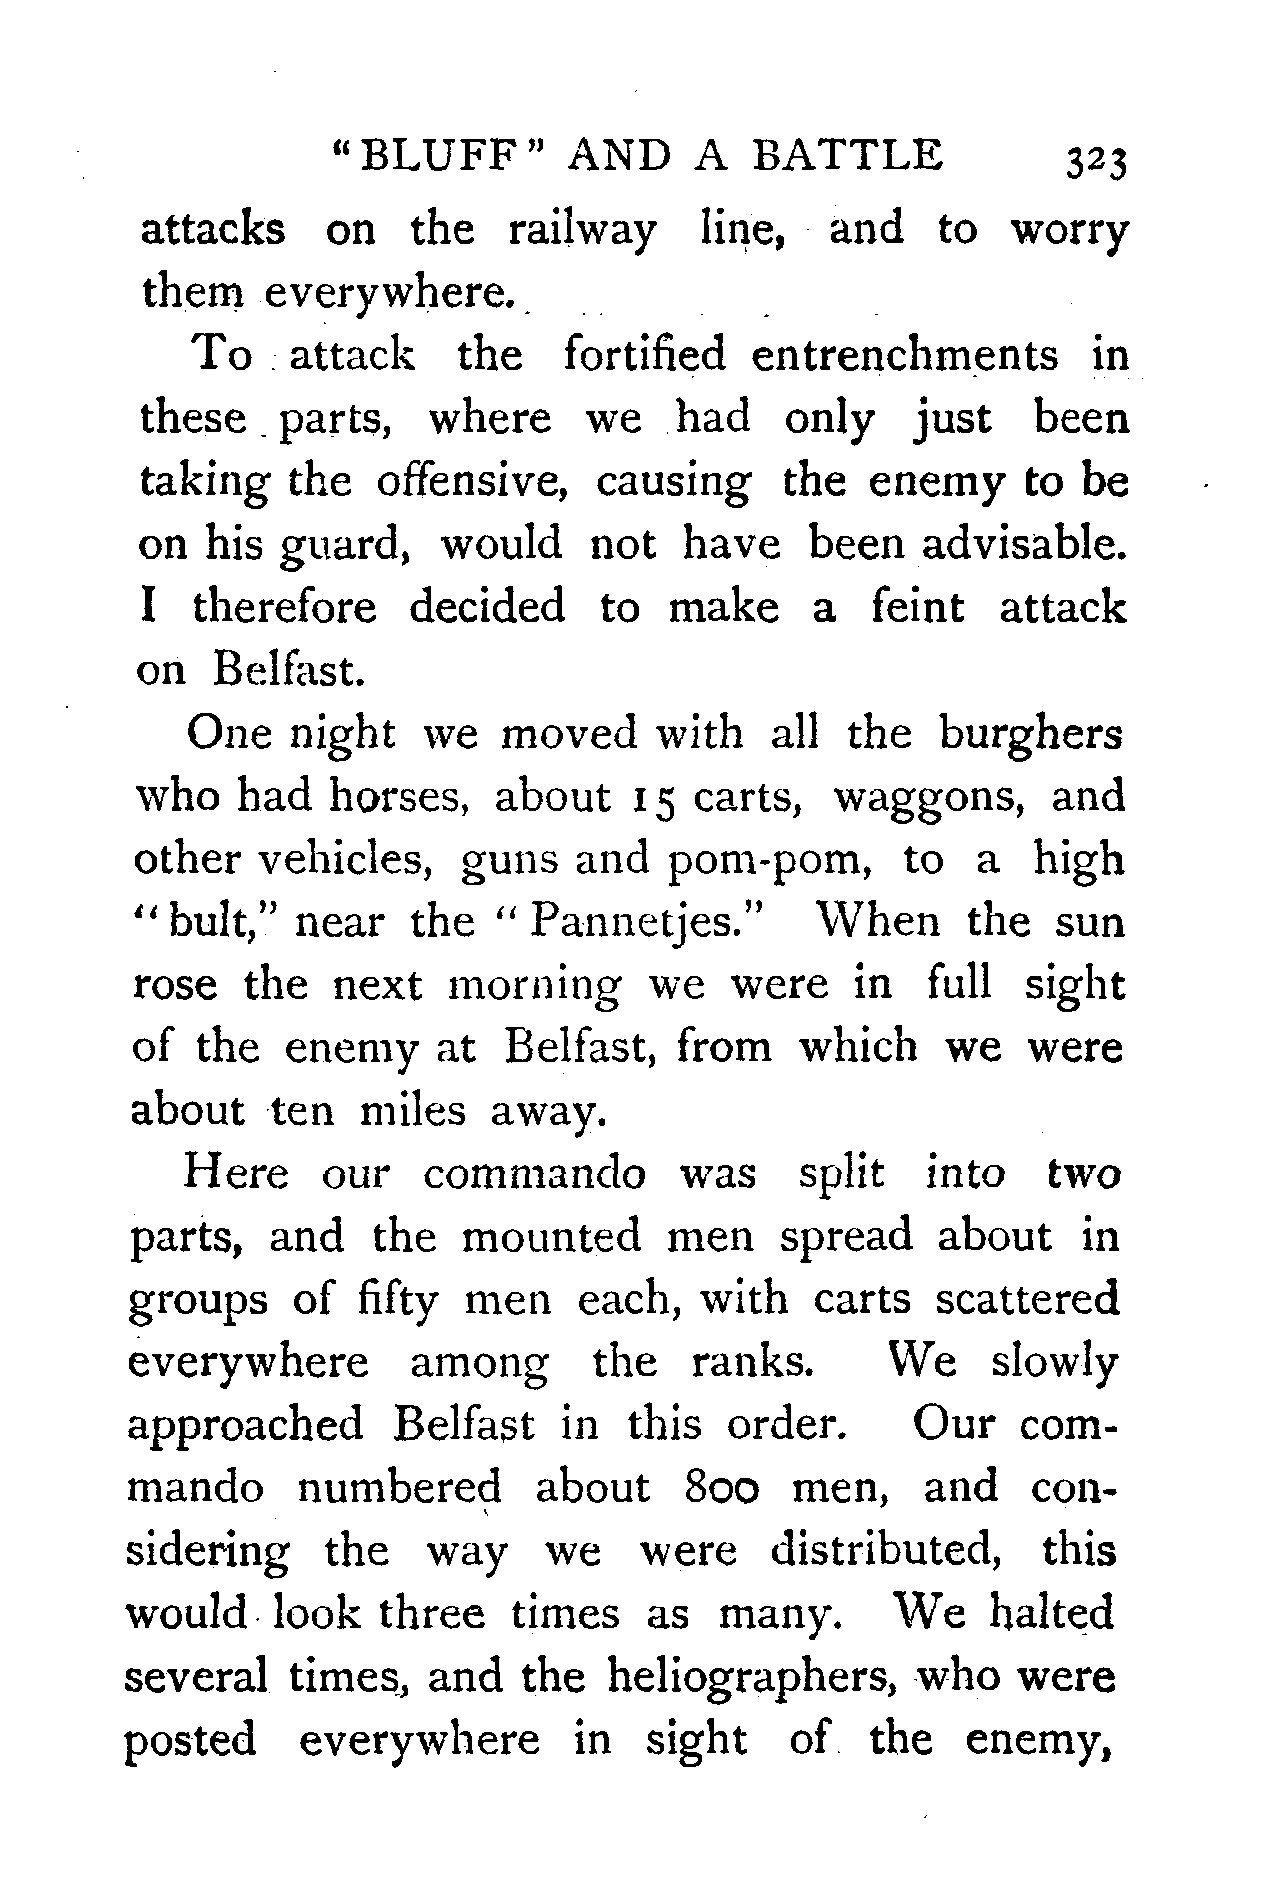 “ BLUFF ” AND A BATTLE 323
attacks on the railway line, and to worry
them everywhere.
To attack the fortified entrenchments in
these parts, where we had only just been
taking the offensive, causing the enemy to be
on his guard, would not have been advisable.
I therefore decided to make a feint attack
on Belfast.
One night we moved with all the burghers
who had horses, about 15 carts, waggons, and
other vehicles, guns and pom-pom, to a high
“ bult,” near the “ Pannetjes.” When the sun
rose the next morning we were in full sight
of the enemy at Belfast, from which we were
about ten miles away.
Here our commando was split into two
parts, and the mounted men spread about in
groups of fifty men each, with carts scattered
everywhere among the ranks. We slowly
approached Belfast in this order. Our com-
mando numbered about 800 men, and con-
sidering the way we were distributed, this
would look three times as many. We halted
several times, and the heliographers, who were
posted everywhere in sight of the enemy,